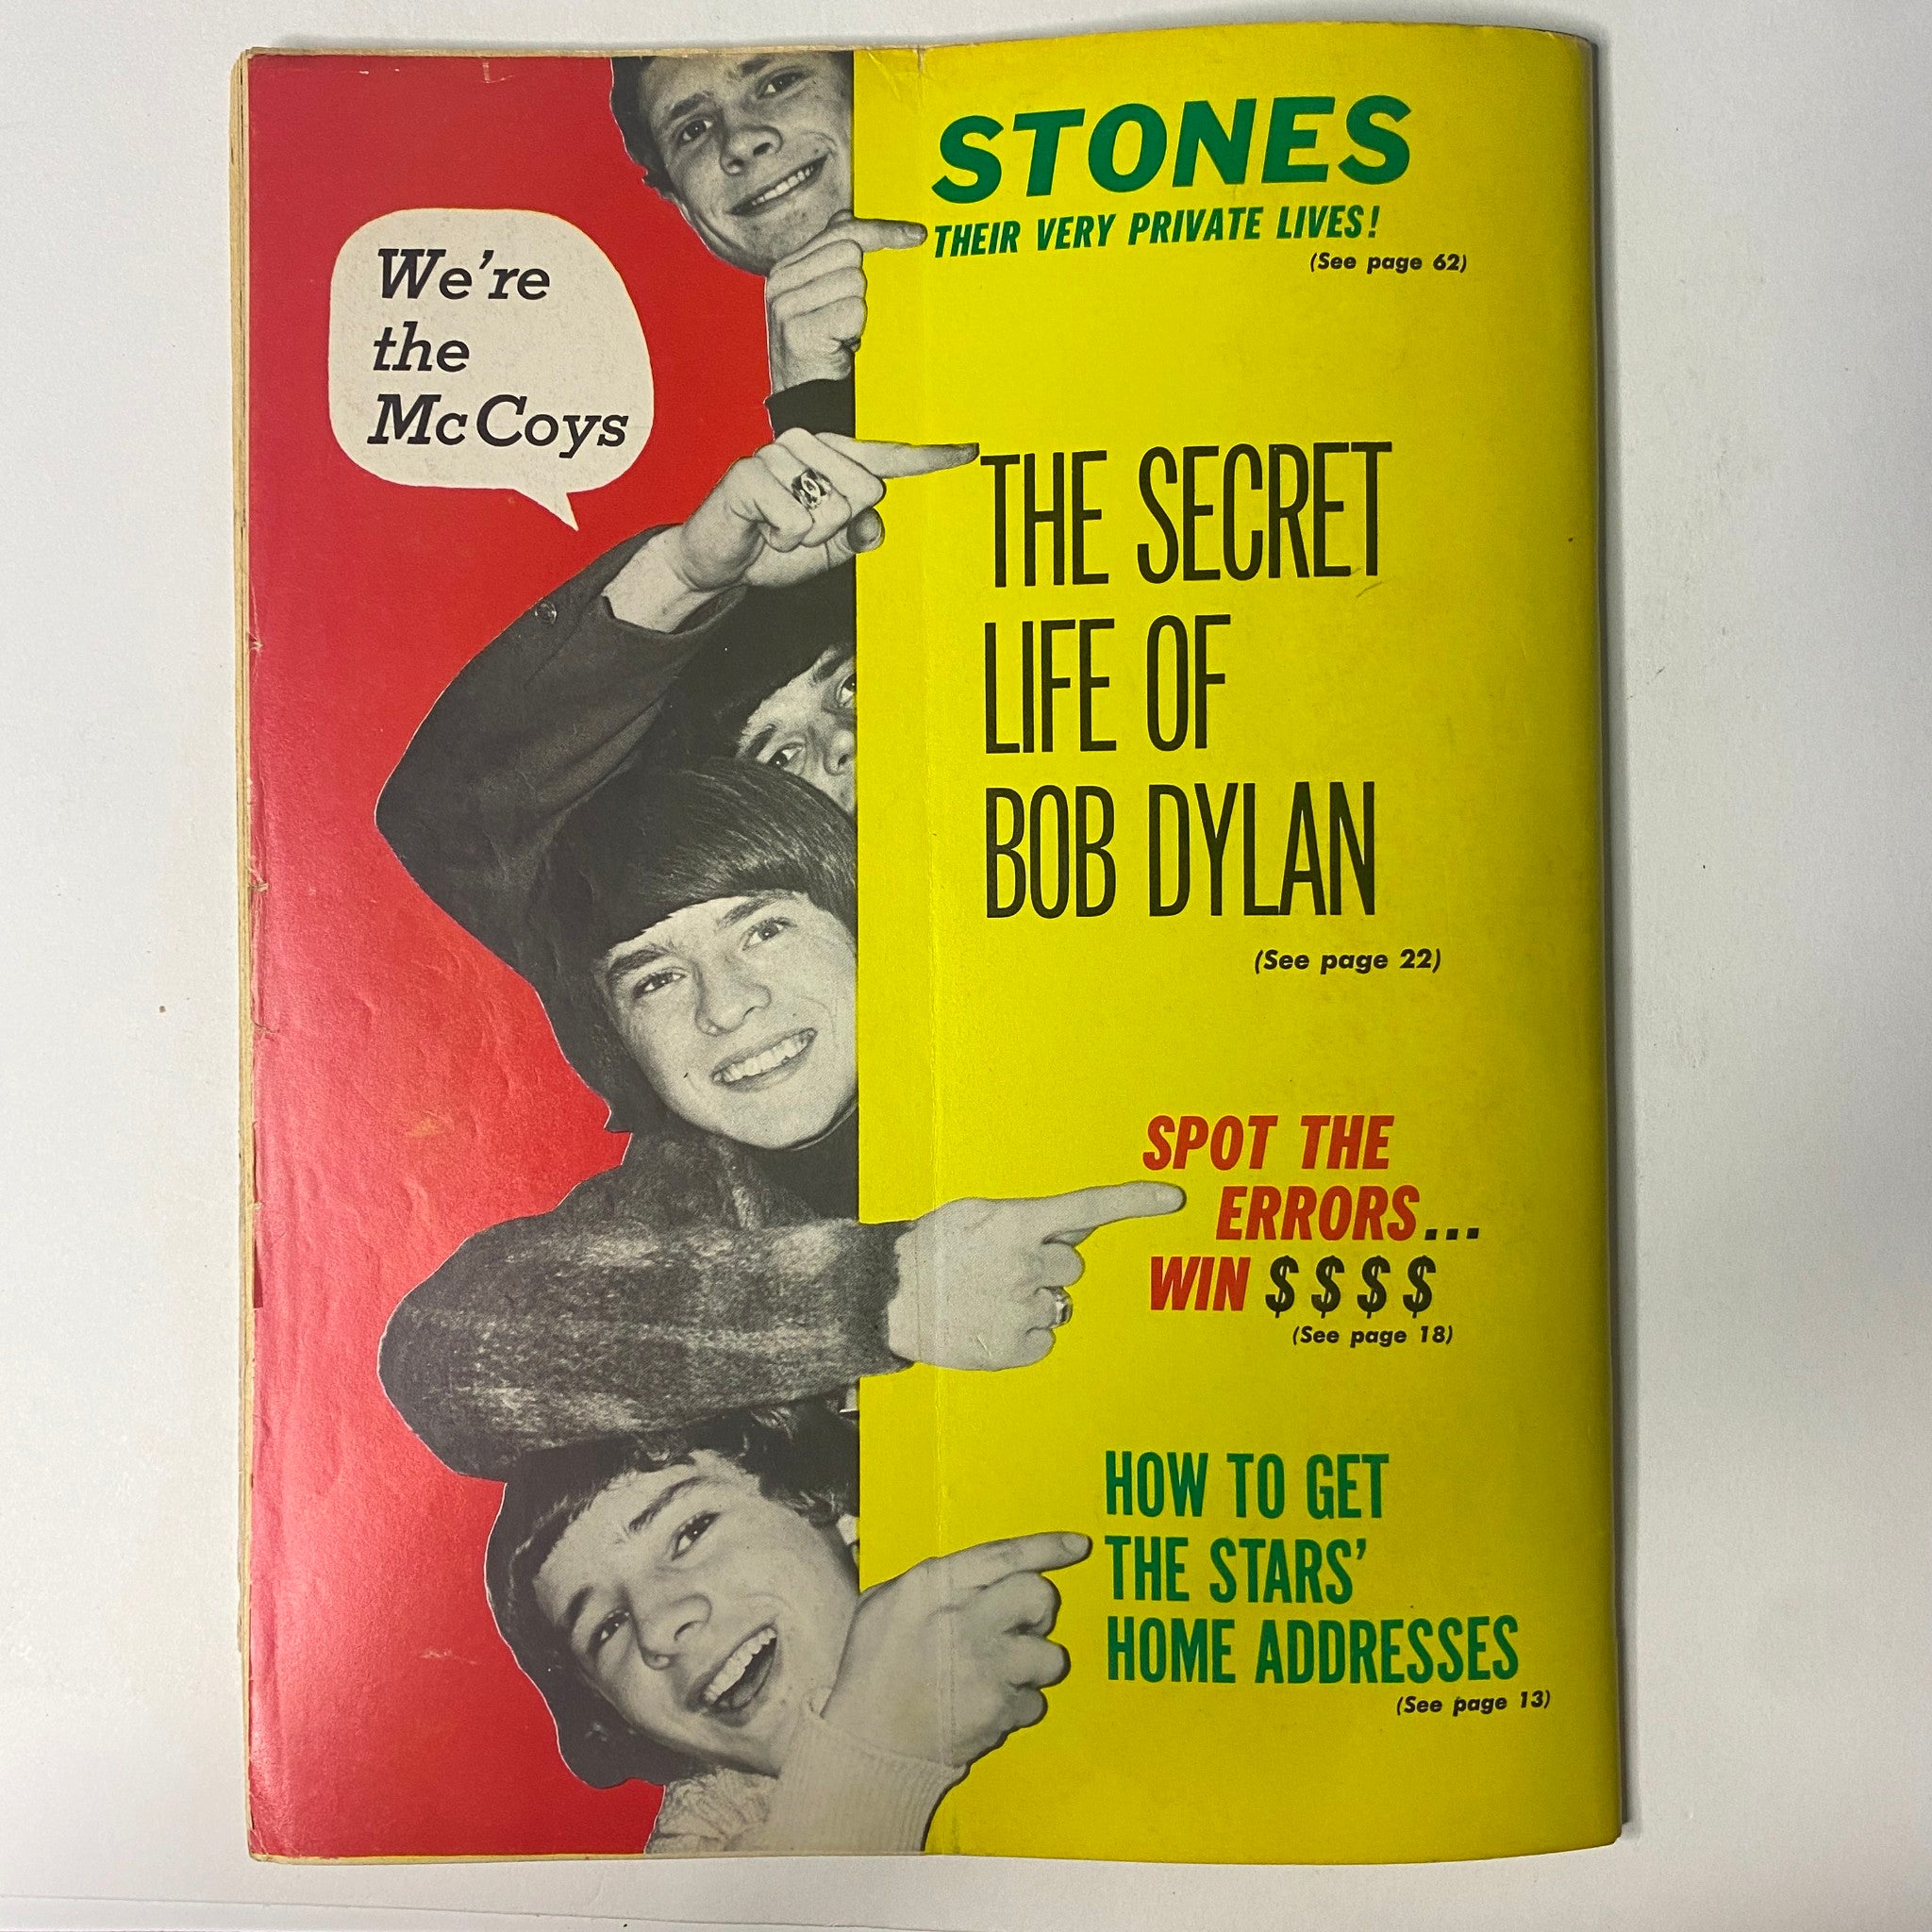 We're
the
McCoys
STONES
THEIR VERY PRIVATE LIVES!
(See page 62)
THE SECRET
LIFE OF
BOB DYLAN
(See page 22)
SPOT THE
ERRORS...
WIN $$$$
(See page 18)
HOW TO GET
THE STARS'
HOME ADDRESSES
(See page 13)